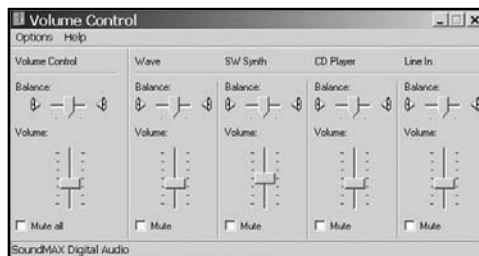 Volume Control
Options Help
Volume Control Wave SW Synth CD Player Line In
Balance: Balance: Balance: Balance: Balance:
Volume: Volume: Volume: Volume: Volume:
Mute all Mute Mute Mute Mute
SoundMAX Digital Audio